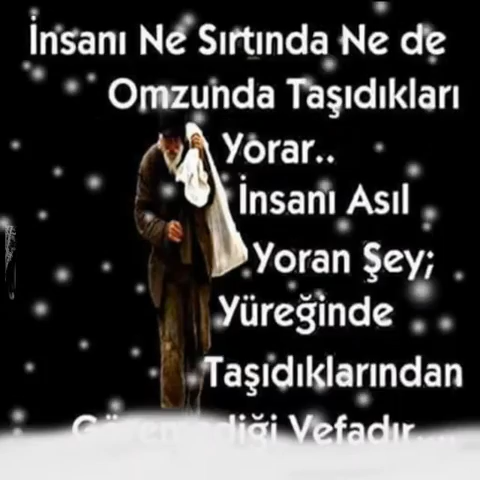 İnsanı Ne Sırtında Ne de
Omzunda Taşıdıkları
Yorar..
İnsanı Asıl
Yoran Şey;
Yüreğinde
Taşıdıklarından
Vefadır....